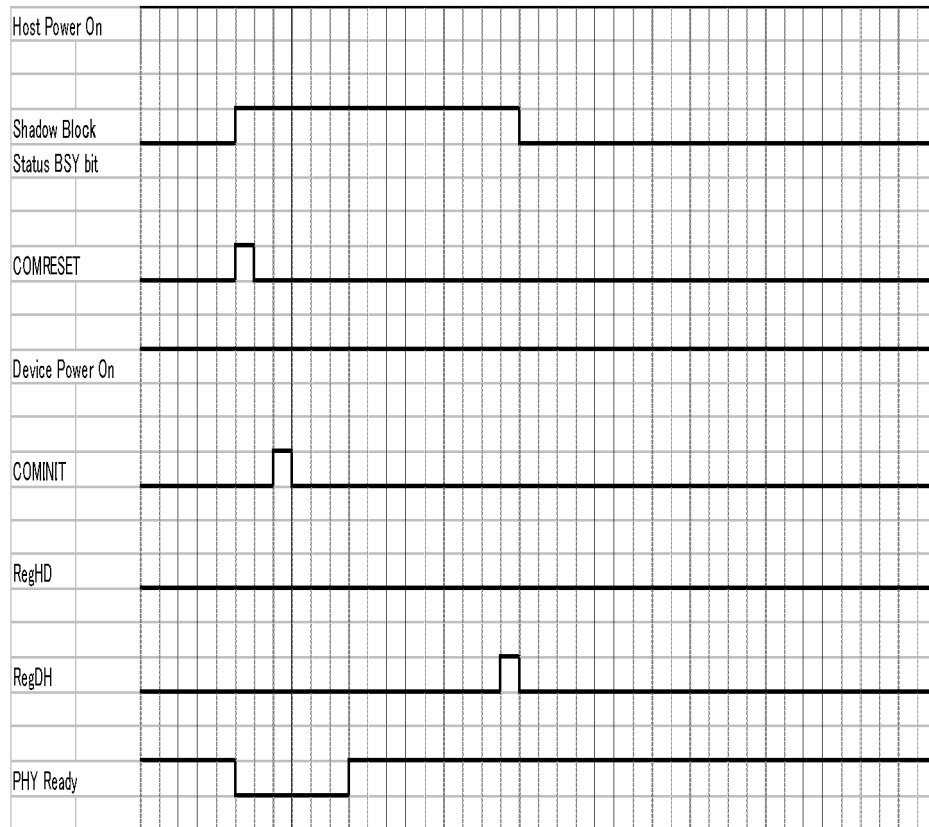 Host Power On
Shadow Block
Status BSY bit
COMRESET
Device Power On
COMINIT
RegHD
RegDH
PHY Ready